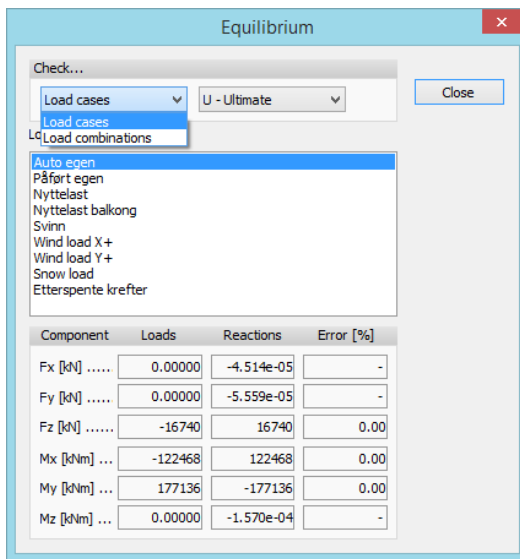 Equilibrium
Check...
Load cases U - Ultimate Close
Load cases
Lo
Load combinations
Auto egen
Påført egen
Nyttelast
Nyttelast balkong
Svinn
Wind load X+
Wind load Y+
Snow load
Etterspente krefter
Component Loads Reactions Error [%]
Fx [kN] ...... 0.00000 -4.514e-05 -
Fy [kN] ...... 0.00000 -5.559e-05 -
Fz [kN] ...... -16740 16740 0.00
Mx [kNm] ... -122468 122468 0.00
My [kNm] ... 177136 -177136 0.00
Mz [kNm] ... 0.00000 -1.570e-04 -